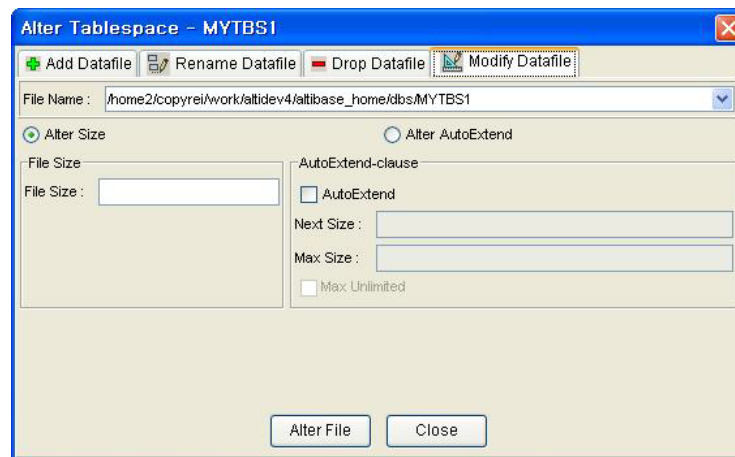 Alter Tablespace - MYTBS1
Add Datafile Rename Datafile Drop Datafile Modify Datafile
File Name : /home2/copyrei/work/altidev4/altibase_home/dbs/MYTBS1
Alter Size Alter AutoExtend
File Size AutoExtend-clause
File Size : AutoExtend
Next Size :
Max Size :
Max Unlimited
Alter File Close